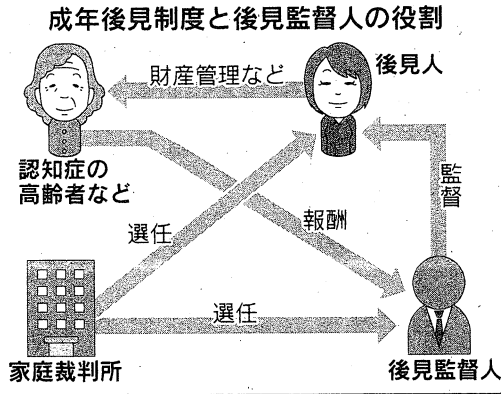 成年後見制度と後見監督人の役割
財産管理など
後見人
認知症の
高齢者など
監督
選任
報酬
選任
家庭裁判所
後見監督人